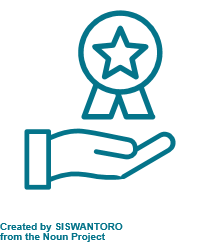 Created by SISWANTORO
from the Noun Project